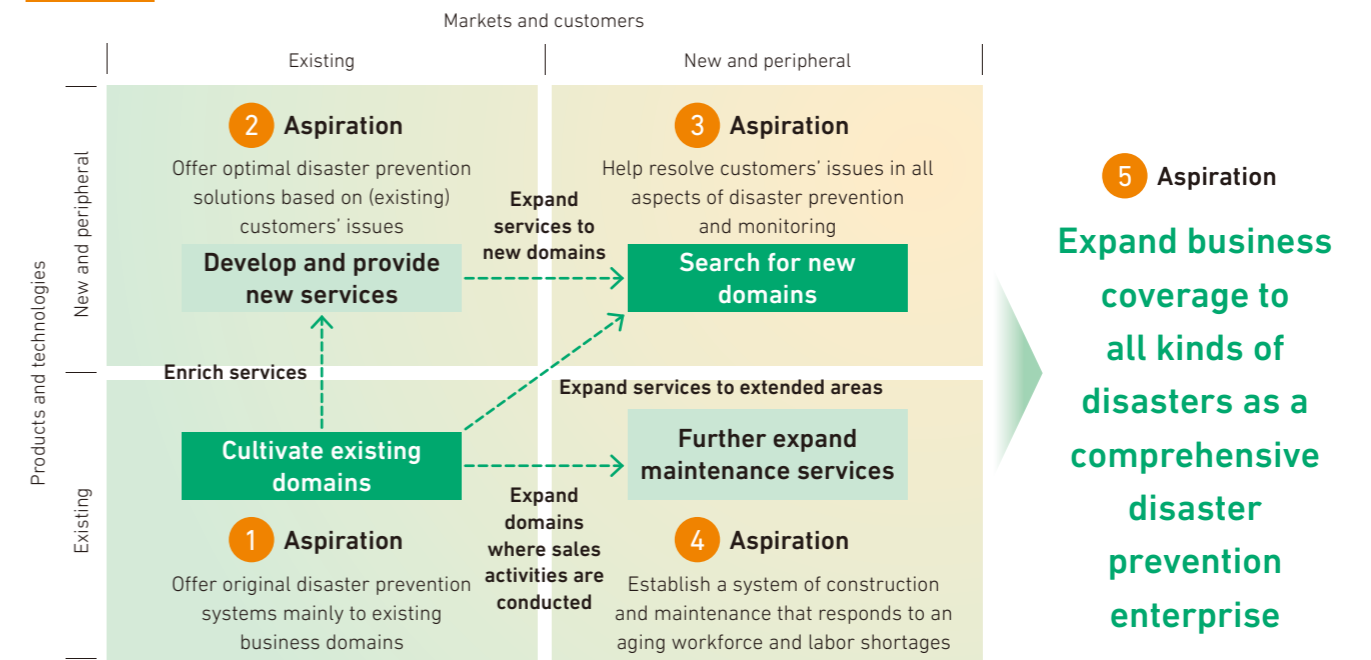 Markets and customers
Existing
New and peripheral
Products and technologies
New and peripheral
Existing
2 Aspiration
Offer optimal disaster prevention
solutions based on (existing)
customers' issues
Develop and provide
new services
Expand
services to
new domains
3 Aspiration
Help resolve customers' issues in all
aspects of disaster prevention
and monitoring
Search for new
domains
Enrich services
Expand services to extended areas
Cultivate existing
domains
1 Aspiration
Offer original disaster prevention
systems mainly to existing
business domains
Expand
domains
where sales
activities are
conducted
Further expand
maintenance services
4 Aspiration
Establish a system of construction
and maintenance that responds to an
aging workforce and labor shortages
5 Aspiration
Expand business
coverage to
all kinds of
disasters as a
comprehensive
disaster
prevention
enterprise